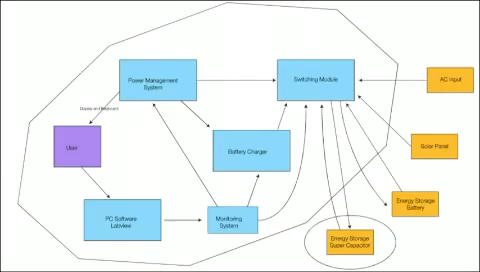 Power Management
System
Switching Module
AC input
Display and
User
Battery Charger
Solar Panel
PC Software
Labview
Monitoring
System
Energy Storage
Battery
Energy Storage
Super Capacitor